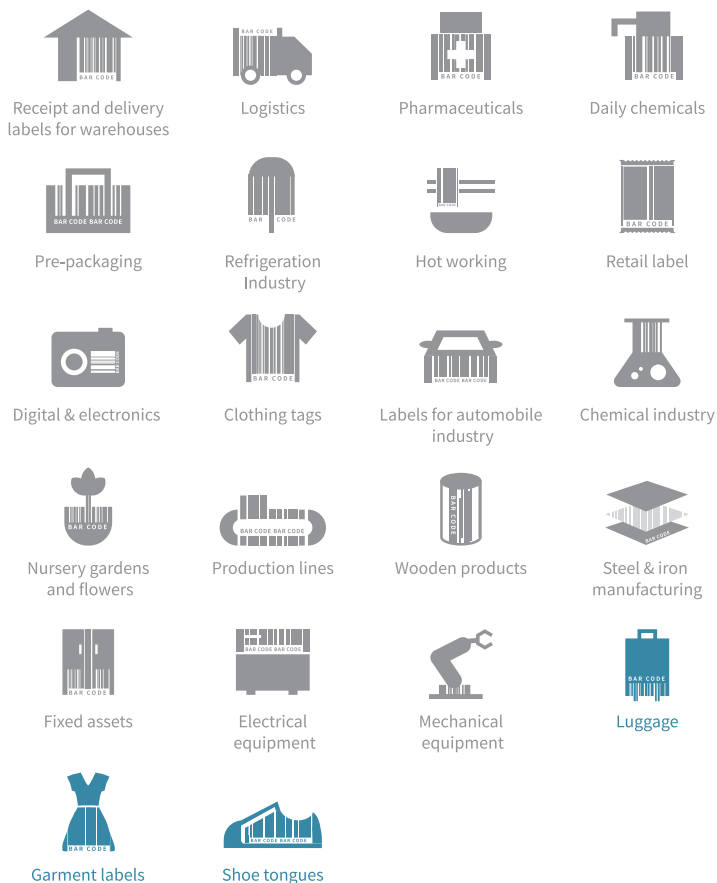 BAR CODE
BAR CODE
BAR CODE
BAR CODE
Receipt and delivery
labels for warehouses
Logistics
Pharmaceuticals
Daily chemicals
BAR CODE BAR CODE
BAR CODE
BAR CODE
Pre-packaging
Refrigeration
Industry
Hot working
Retail label
BAR CODE
BAR CODE
BAR CODE BAR CODE
Digital & electronics
Clothing tags
Labels for automobile
industry
Chemical industry
BAR CODE
BAR CODE BAR CODE
BAR CODE
BAR CODE
Nursery gardens
and flowers
Production lines
Wooden products
Steel & iron
manufacturing
BAR CODE
BAR CODE BAR CODE
BAR CODE
Fixed assets
Electrical
equipment
Mechanical
equipment
Luggage
BAR CODE
BAR CODE BAR CODE
Garment labels
Shoe tongues